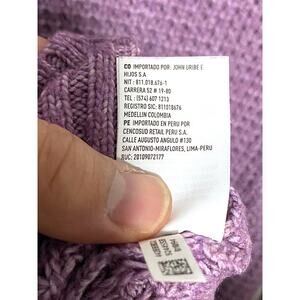 CO IMPORTADO POR: JOHN URIBE E
HIJOS S.A
NIT : 811.018.676-1
CARRERA 52 # 19-80
TEL : (574) 607 1213
REGISTRO SIC: 811018676
MEDELLIN COLOMBIA
PE IMPORTADO EN PERU POR
CENCOSUD RETAIL PERU S.A.
CALLE AUGUSTO ANGULO #130
SAN ANTONIO-MIRAFLORES, LIMA-PERU
RUC: 20109072177